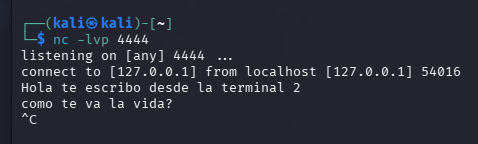 ┌──(kali㉿kali)-[~]
└─$ nc -lvp 4444
listening on [any] 4444 ...
connect to [127.0.0.1] from localhost [127.0.0.1] 54016
Hola te escribo desde la terminal 2
como te va la vida?
^C